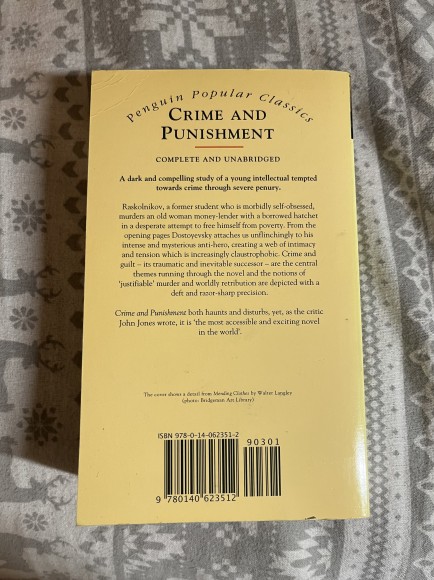 Penguin Popular Classics
CRIME AND
PUNISHMENT
COMPLETE AND UNABRIDGED
A dark and compelling study of a young intellectual tempted
towards crime through severe penury.
Raskolnikov, a former student who is morbidly self-obsessed,
murders an old woman money-lender with a borrowed hatchet
in a desperate attempt to free himself from poverty. From the
opening pages Dostoyevsky attaches us unflinchingly to his
intense and mysterious anti-hero, creating a web of intimacy
and tension which is increasingly claustrophobic. Crime and
guilt – its traumatic and inevitable successor – are the central
themes running through the novel and the notions of
'justifiable' murder and worldly retribution are depicted with a
deft and razor-sharp precision.
Crime and Punishment both haunts and disturbs, yet, as the critic
John Jones wrote, it is 'the most accessible and exciting novel
in the world'.
The cover shows a detail from Mending Clothes by Walter Langley
(photo: Bridgeman Art Library)
ISBN 978-0-14-062351-2
90301
9 780140 623512